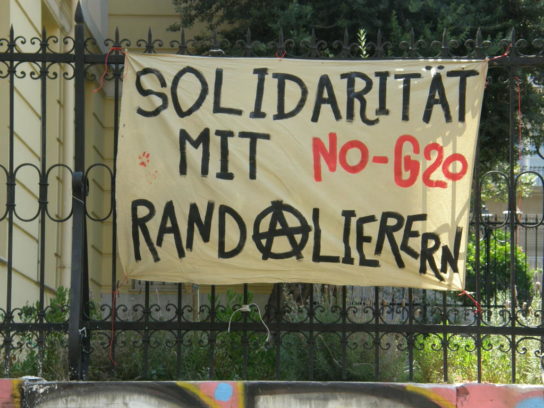 SOLIDARITÄT
MIT NO-G20
RANDALIERERN